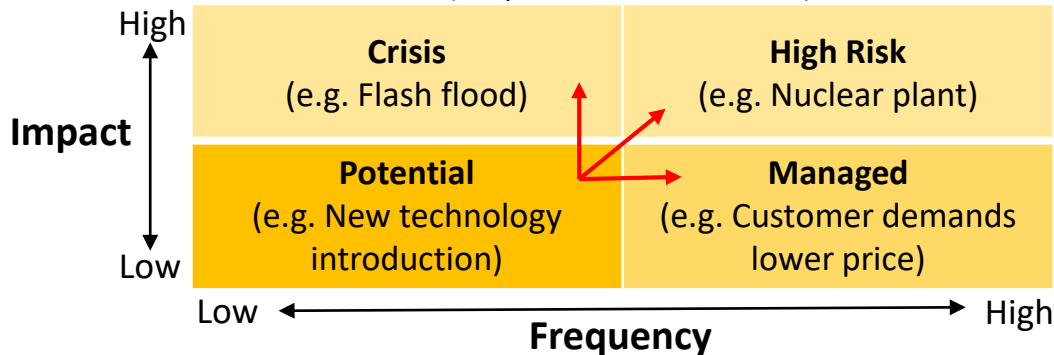 High
Crisis
(e.g. Flash flood)
High Risk
(e.g. Nuclear plant)
Impact
Potential
(e.g. New technology
introduction)
Managed
(e.g. Customer demands
lower price)
Low
Low
High
Frequency